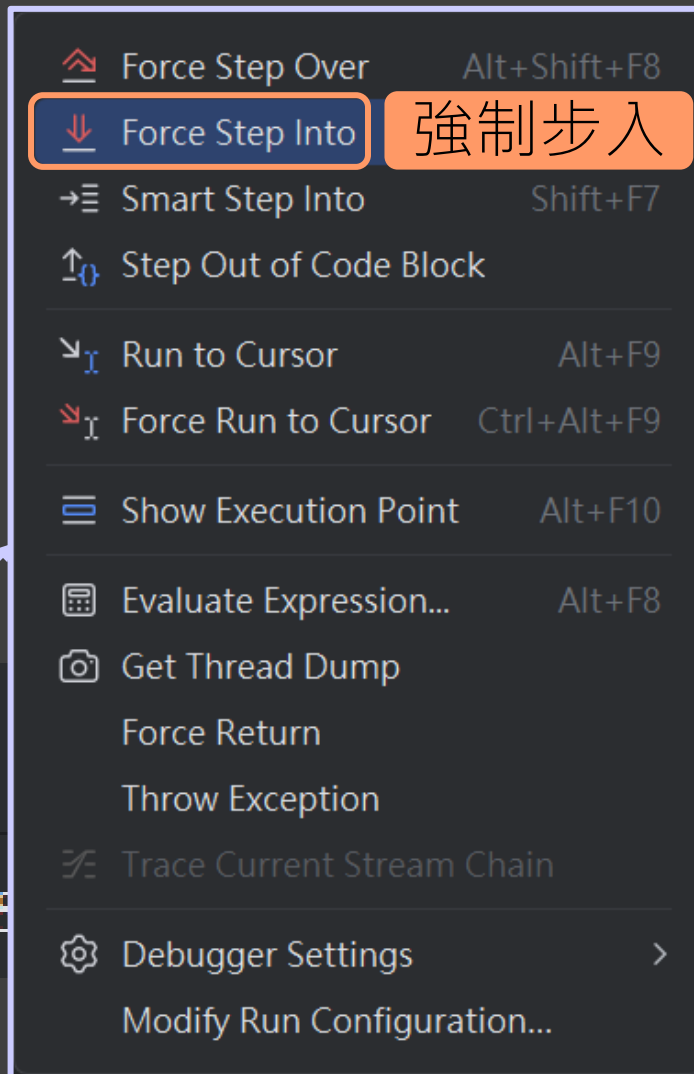 Force Step Over Alt+Shift+F8
Force Step Into 強制步入
Smart Step Into Shift+F7
Step Out of Code Block
Run to Cursor Alt+F9
Force Run to Cursor Ctrl+Alt+F9
Show Execution Point Alt+F10
Evaluate Expression... Alt+F8
Get Thread Dump
Force Return
Throw Exception
Trace Current Stream Chain
Debugger Settings
Modify Run Configuration...